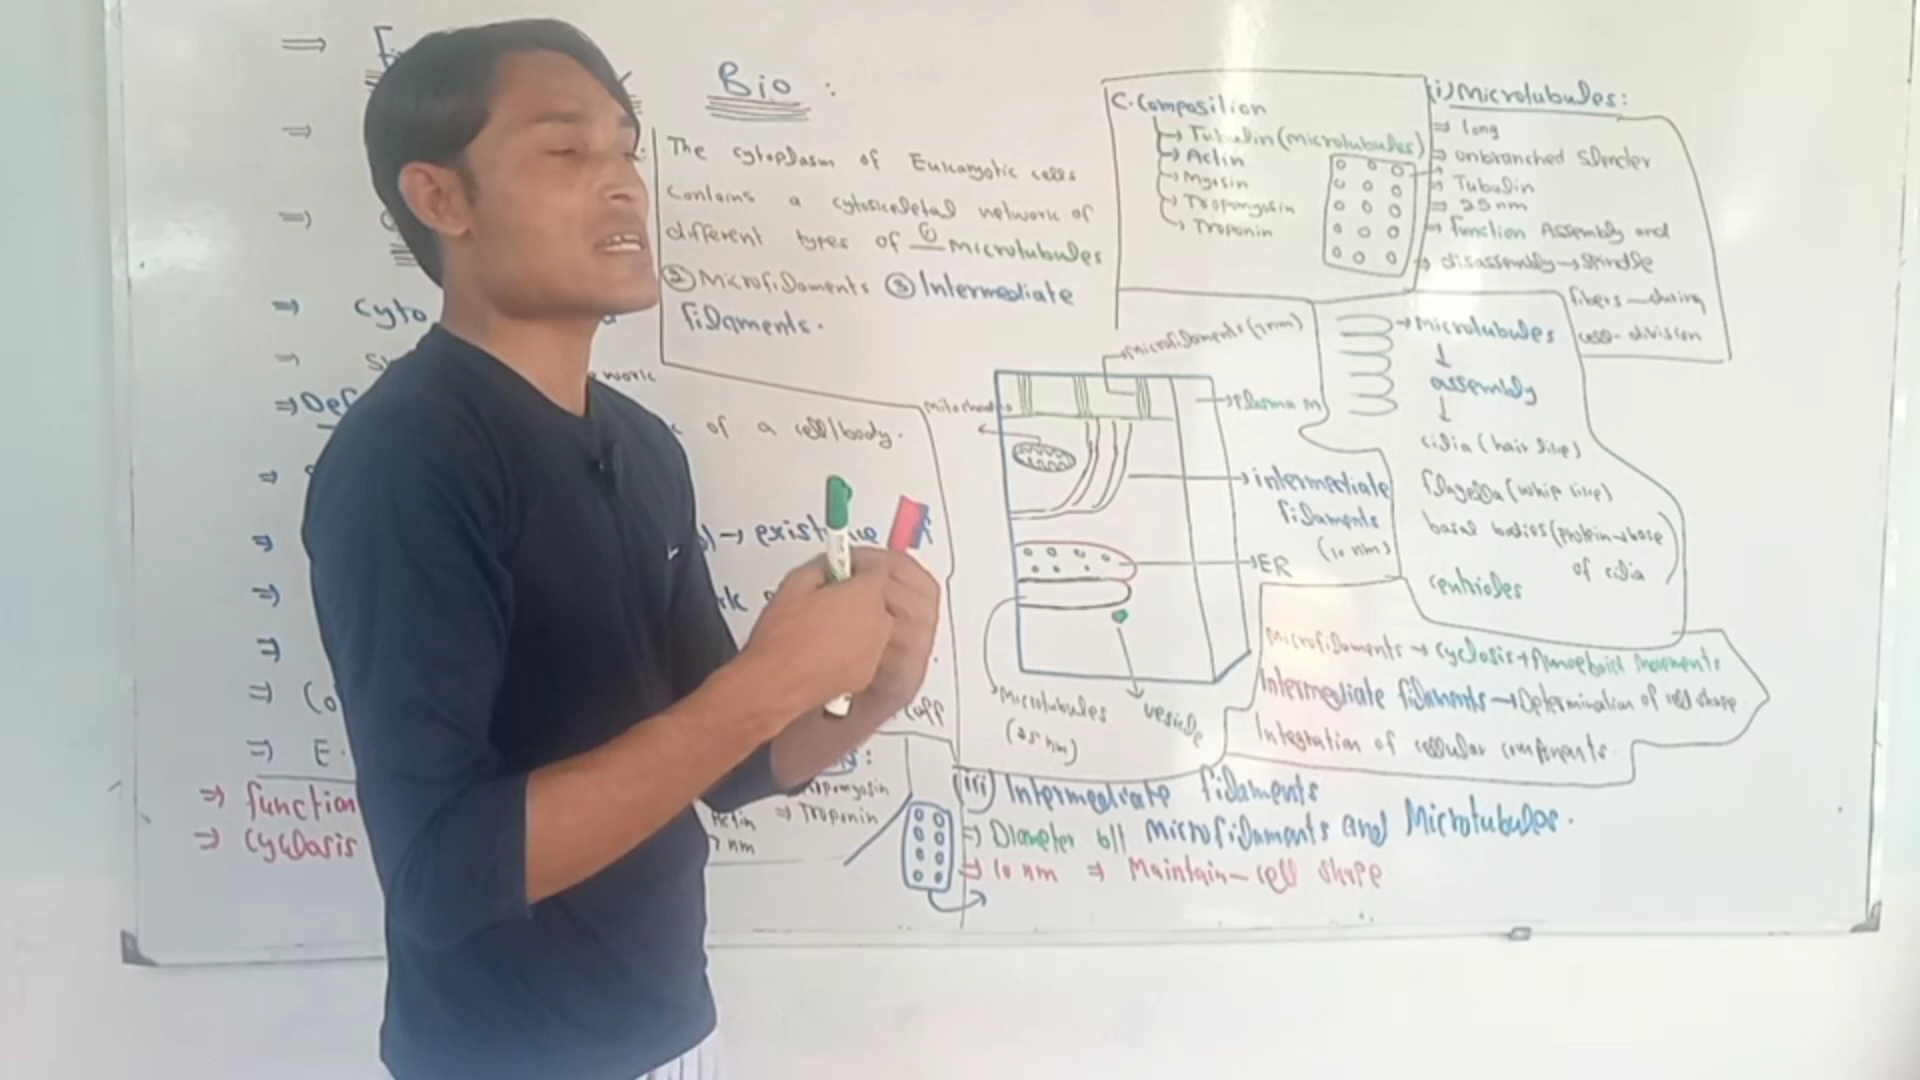 Bio :
The cytoplasm of Eukaryotic cells
contains a cytoskeletal network of
different types of ① microtubules
② Microfilaments ③ Intermediate
filaments.
⇒ Cyto
work
⇒ Def
of a cell/body.
→ existence
⇒ Co
⇒ E.
⇒ function
⇒ Cyclosis
Actin ⇒ Troponin
7 nm
C. Composition
→ Tubulin (microtubules)
→ Actin
→ Myosin
→ Tropomyosin
→ Troponin
(i) Microtubules:
⇒ long
⇒ unbranched slender
⇒ Tubulin
⇒ 25 nm
⇒ function Assembly and
⇒ disassembly → spindle
fibers — during
cell-division
→ microfilaments (7nm)
mitochondria
→ plasma m
→ intermediate
filaments
(10 nm)
→ ER
microtubules
(25 nm)
vesicle
→ Microtubules
↓
assembly
↓
cilia (hair like)
flagella (whip like)
basal bodies (protein → base
of cilia)
centrioles
Microfilaments → cyclosis + Amoeboid movements
Intermediate filaments → Determination of cell shape
Integration of cellular components.
(iii) Intermediate filaments
⇒ Diameter b/t microfilaments and Microtubules.
⇒ 10 nm ⇒ Maintain — cell shape